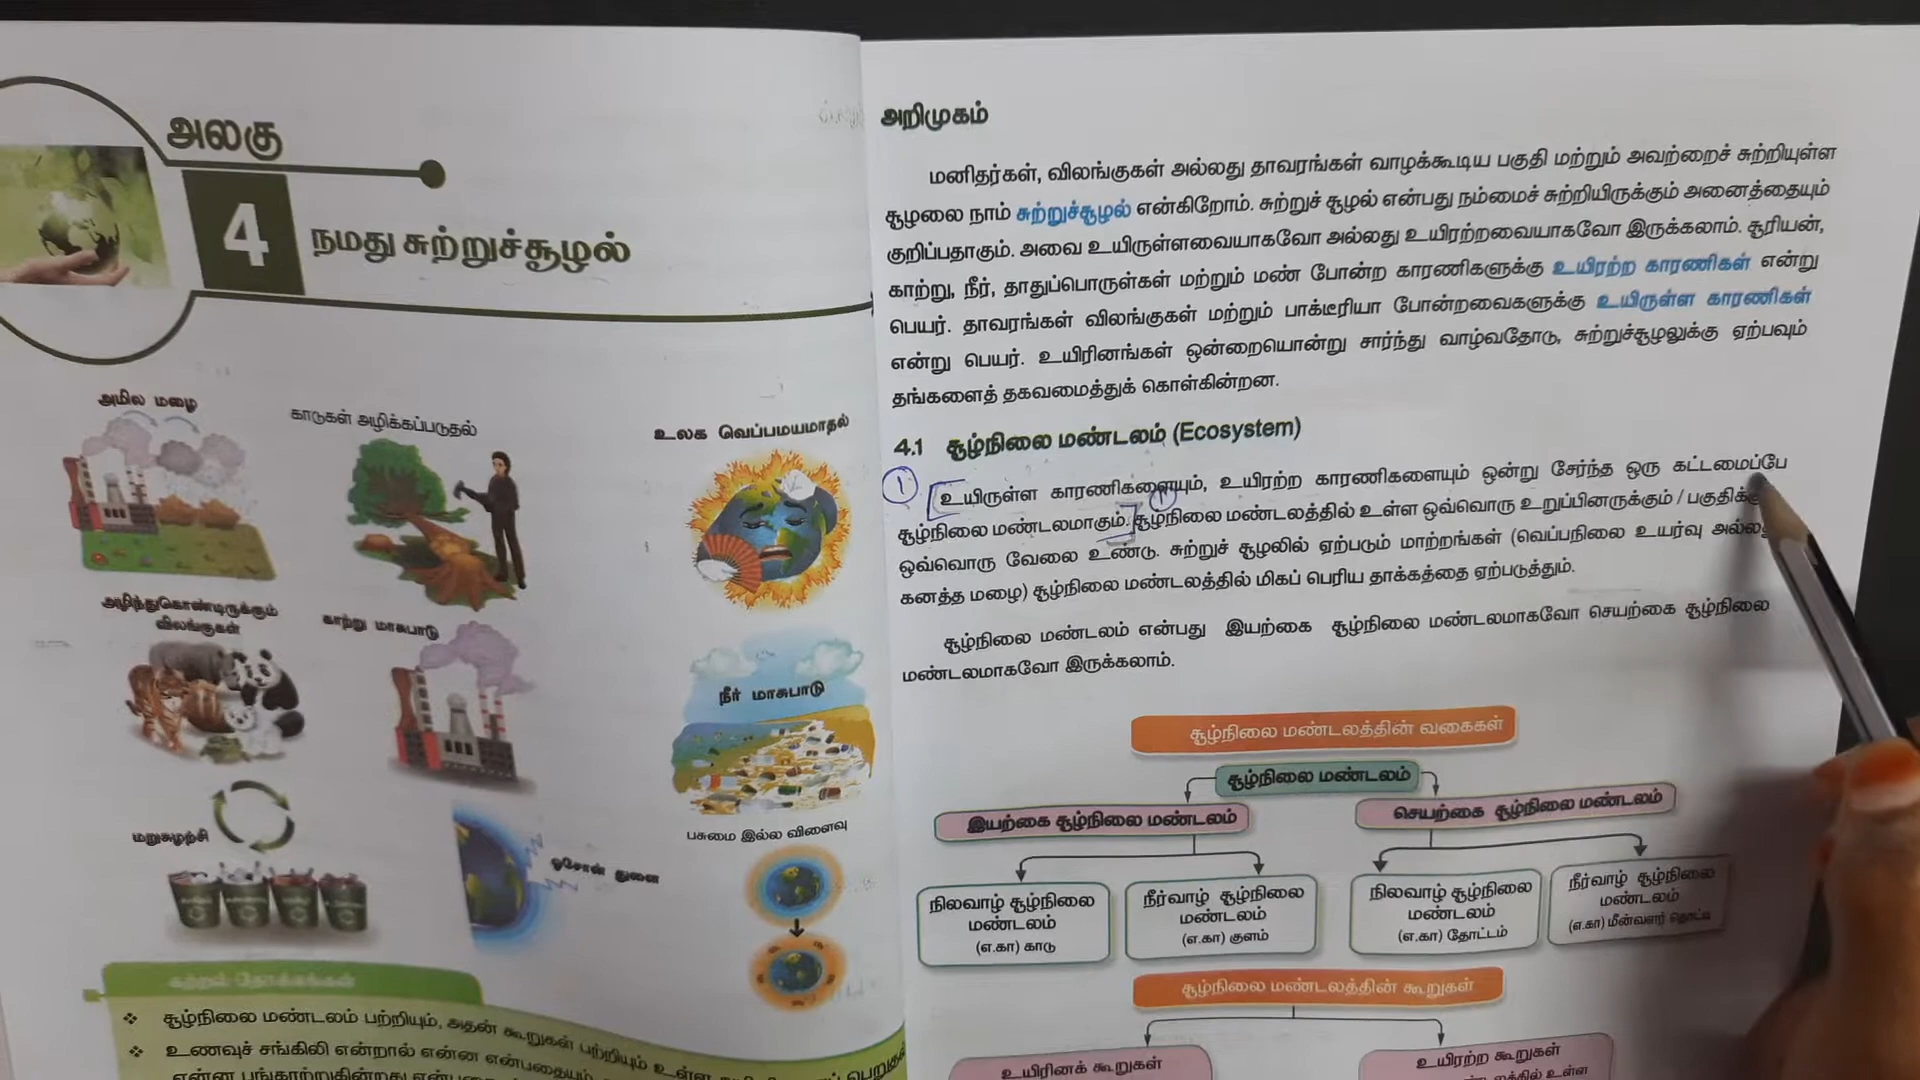 அலகு
4
நமது சுற்றுச்சூழல்
அமில மழை
காடுகள் அழிக்கப்படுதல்
உலக வெப்பமயமாதல்
அழிந்துகொண்டிருக்கும்
விலங்குகள்
காற்று மாசுபாடு
நீர் மாசுபாடு
மறுசுழற்சி
ஓசோன் துளை
பசுமை இல்ல விளைவு
கற்றல் நோக்கங்கள்
❖ சூழ்நிலை மண்டலம் பற்றியும், அதன் கூறுகள் பற்றியும் உள்ள
❖ உணவுச் சங்கிலி என்றால் என்ன என்பதையும்
அறிமுகம்
மனிதர்கள், விலங்குகள் அல்லது தாவரங்கள் வாழக்கூடிய பகுதி மற்றும் அவற்றைச் சுற்றியுள்ள
சூழலை நாம் சுற்றுச்சூழல் என்கிறோம். சுற்றுச் சூழல் என்பது நம்மைச் சுற்றியிருக்கும் அனைத்தையும்
குறிப்பதாகும். அவை உயிருள்ளவையாகவோ அல்லது உயிரற்றவையாகவோ இருக்கலாம். சூரியன்,
காற்று, நீர், தாதுப்பொருள்கள் மற்றும் மண் போன்ற காரணிகளுக்கு உயிரற்ற காரணிகள் என்று
பெயர். தாவரங்கள் விலங்குகள் மற்றும் பாக்டீரியா போன்றவைகளுக்கு உயிருள்ள காரணிகள்
என்று பெயர். உயிரினங்கள் ஒன்றையொன்று சார்ந்து வாழ்வதோடு, சுற்றுச்சூழலுக்கு ஏற்பவும்
தங்களைத் தகவமைத்துக் கொள்கின்றன.
4.1 சூழ்நிலை மண்டலம் (Ecosystem)
உயிருள்ள காரணிகளையும், உயிரற்ற காரணிகளையும் ஒன்று சேர்ந்த ஒரு கட்டமைப்பே
சூழ்நிலை மண்டலமாகும். சூழ்நிலை மண்டலத்தில் உள்ள ஒவ்வொரு உறுப்பினருக்கும் /
ஒவ்வொரு வேலை உண்டு. சுற்றுச் சூழலில் ஏற்படும் மாற்றங்கள் (வெப்பநிலை உயர்வு
கனத்த மழை) சூழ்நிலை மண்டலத்தில் மிகப் பெரிய தாக்கத்தை ஏற்படுத்தும்.
சூழ்நிலை மண்டலம் என்பது இயற்கை சூழ்நிலை மண்டலமாகவோ செயற்கை சூழ்நிலை
மண்டலமாகவோ இருக்கலாம்.
சூழ்நிலை மண்டலத்தின் வகைகள்
சூழ்நிலை மண்டலம்
இயற்கை சூழ்நிலை மண்டலம்
செயற்கை சூழ்நிலை மண்டலம்
நிலவாழ் சூழ்நிலை
மண்டலம்
(எ.கா) காடு
நீர்வாழ் சூழ்நிலை
மண்டலம்
(எ.கா) குளம்
நிலவாழ் சூழ்நிலை
மண்டலம்
(எ.கா) தோட்டம்
நீர்வாழ் சூழ்நிலை
மண்டலம்
(எ.கா) மீன்வளர் தொட்டி
சூழ்நிலை மண்டலத்தின் கூறுகள்
உயிரினக் கூறுகள்
உயிரற்ற கூறுகள்